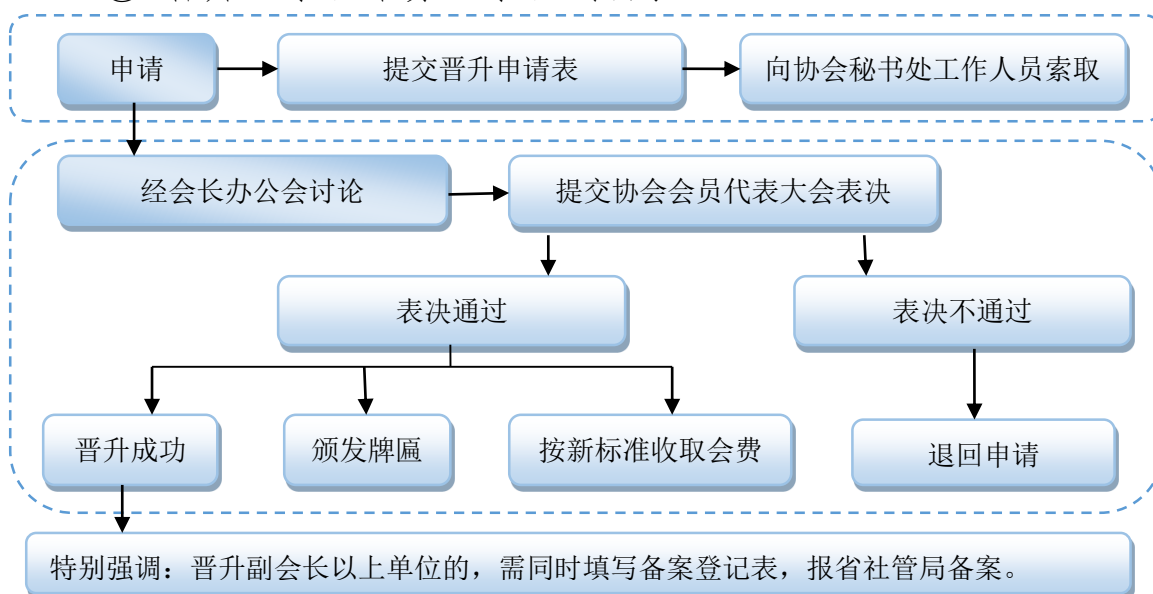 申请
提交晋升申请表
向协会秘书处工作人员索取
经会长办公会讨论
提交协会会员代表大会表决
表决通过
表决不通过
晋升成功
颁发牌匾
按新标准收取会费
退回申请
特别强调：晋升副会长以上单位的，需同时填写备案登记表，报省社管局备案。